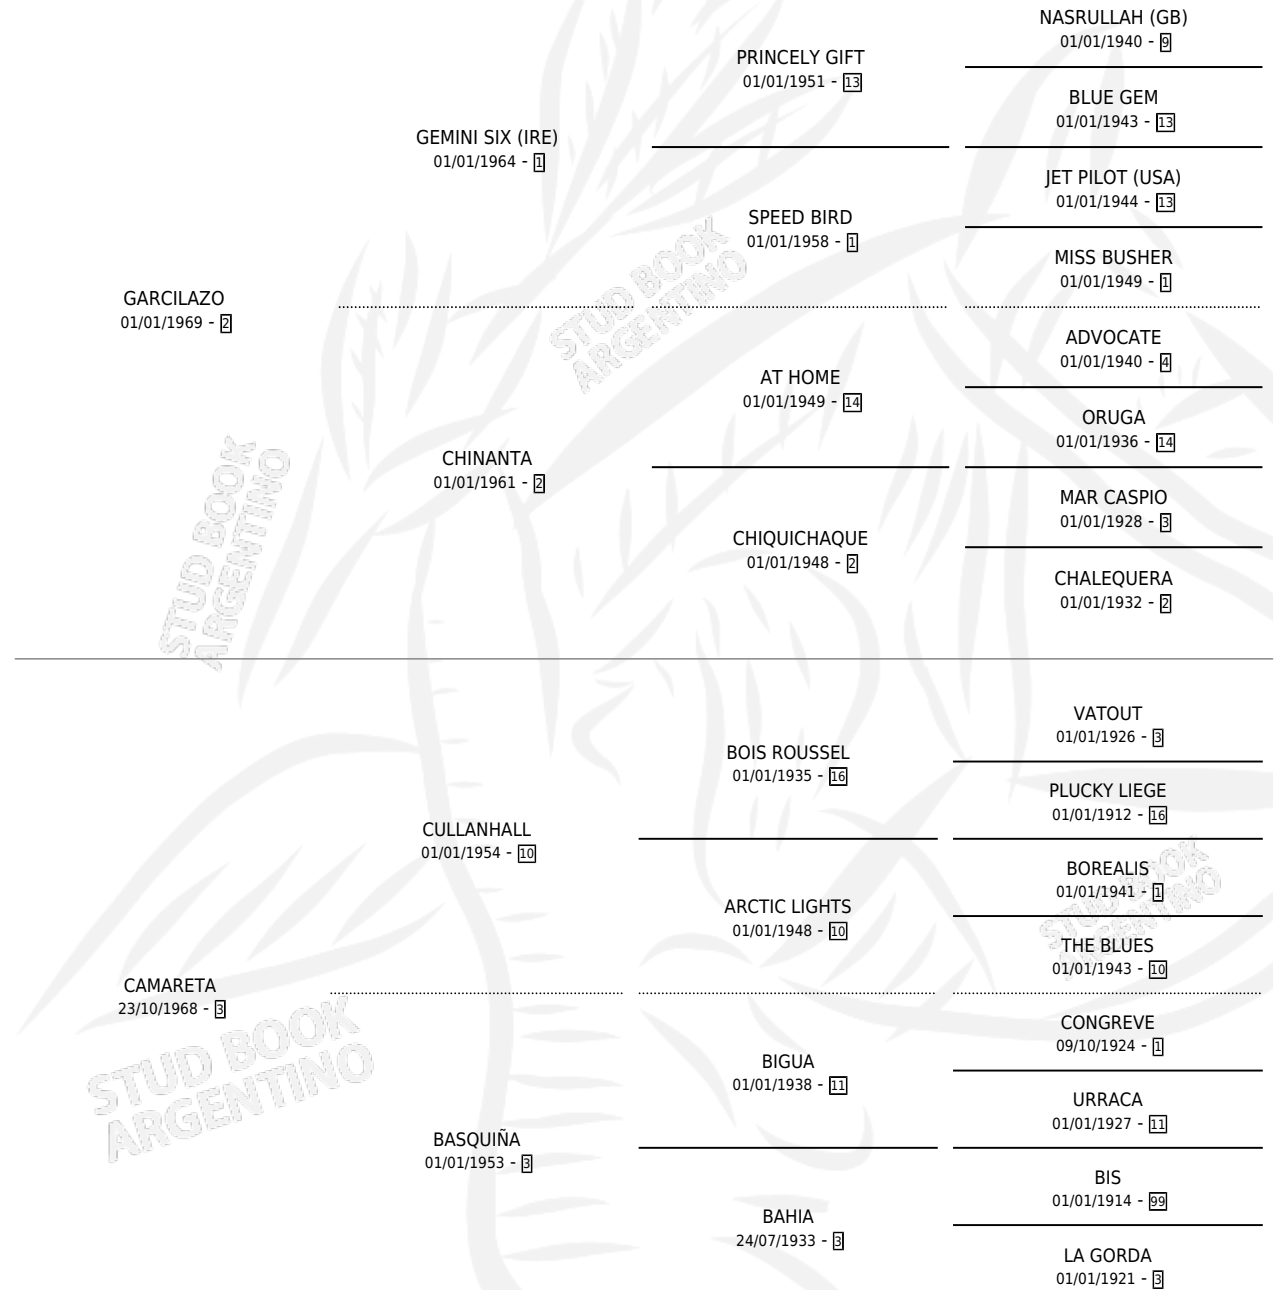 NASRULLAH (GB)
01/01/1940 - 9
PRINCELY GIFT
01/01/1951 - 13
BLUE GEM
01/01/1943 - 13
GEMINI SIX (IRE)
01/01/1964 - 1
JET PILOT (USA)
01/01/1944 - 13
SPEED BIRD
01/01/1958 - 1
MISS BUSHER
01/01/1949 - 1
GARCILAZO
01/01/1969 - 2
ADVOCATE
01/01/1940 - 4
AT HOME
01/01/1949 - 14
ORUGA
01/01/1936 - 14
CHINANTA
01/01/1961 - 2
MAR CASPIO
01/01/1928 - 3
CHIQUICHAQUE
01/01/1948 - 2
CHALEQUERA
01/01/1932 - 2
VATOUT
01/01/1926 - 3
BOIS ROUSSEL
01/01/1935 - 16
PLUCKY LIEGE
01/01/1912 - 16
CULLANHALL
01/01/1954 - 10
BOREALIS
01/01/1941 - 1
ARCTIC LIGHTS
01/01/1948 - 10
THE BLUES
01/01/1943 - 10
CAMARETA
23/10/1968 - 3
CONGREVE
09/10/1924 - 1
BIGUA
01/01/1938 - 11
URRACA
01/01/1927 - 11
BASQUIÑA
01/01/1953 - 3
BIS
01/01/1914 - 99
BAHIA
24/07/1933 - 3
LA GORDA
01/01/1921 - 3
STUD BOOK
ARGENTINO
STUD BOOK
ARGENTINO
STUD BOOK
ARGENTINO
STUD BOOK
ARGENTINO